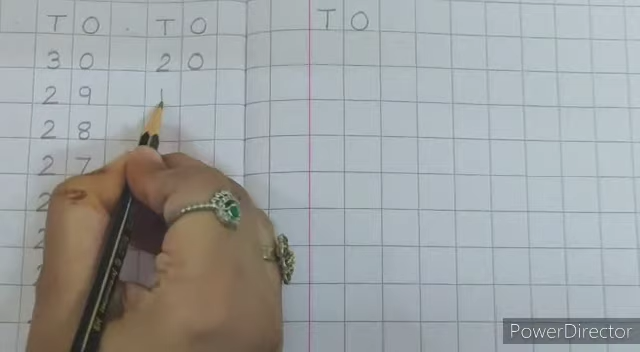 T O . T O T O
3 0 2 0
2 9 1
2 8
2 7
PowerDirector